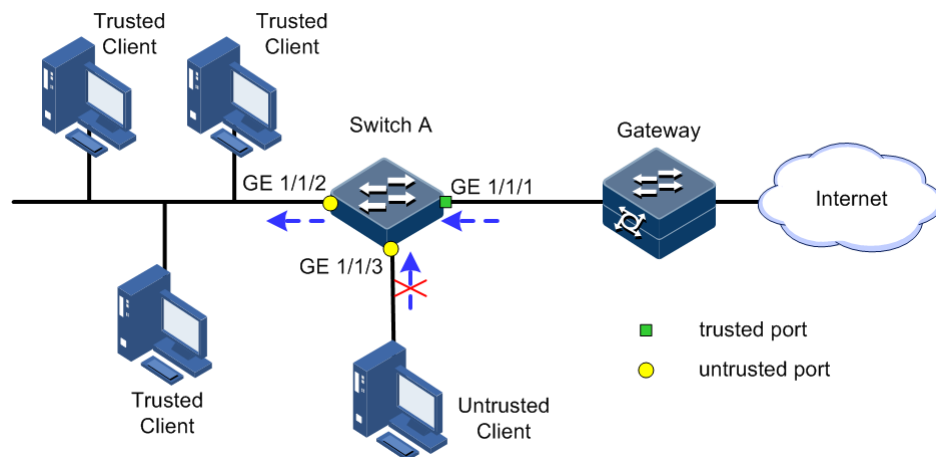 Trusted
Client
Trusted
Client
Switch A
Gateway
GE 1/1/2
GE 1/1/1
Internet
GE 1/1/3
trusted port
untrusted port
Trusted
Client
Untrusted
Client